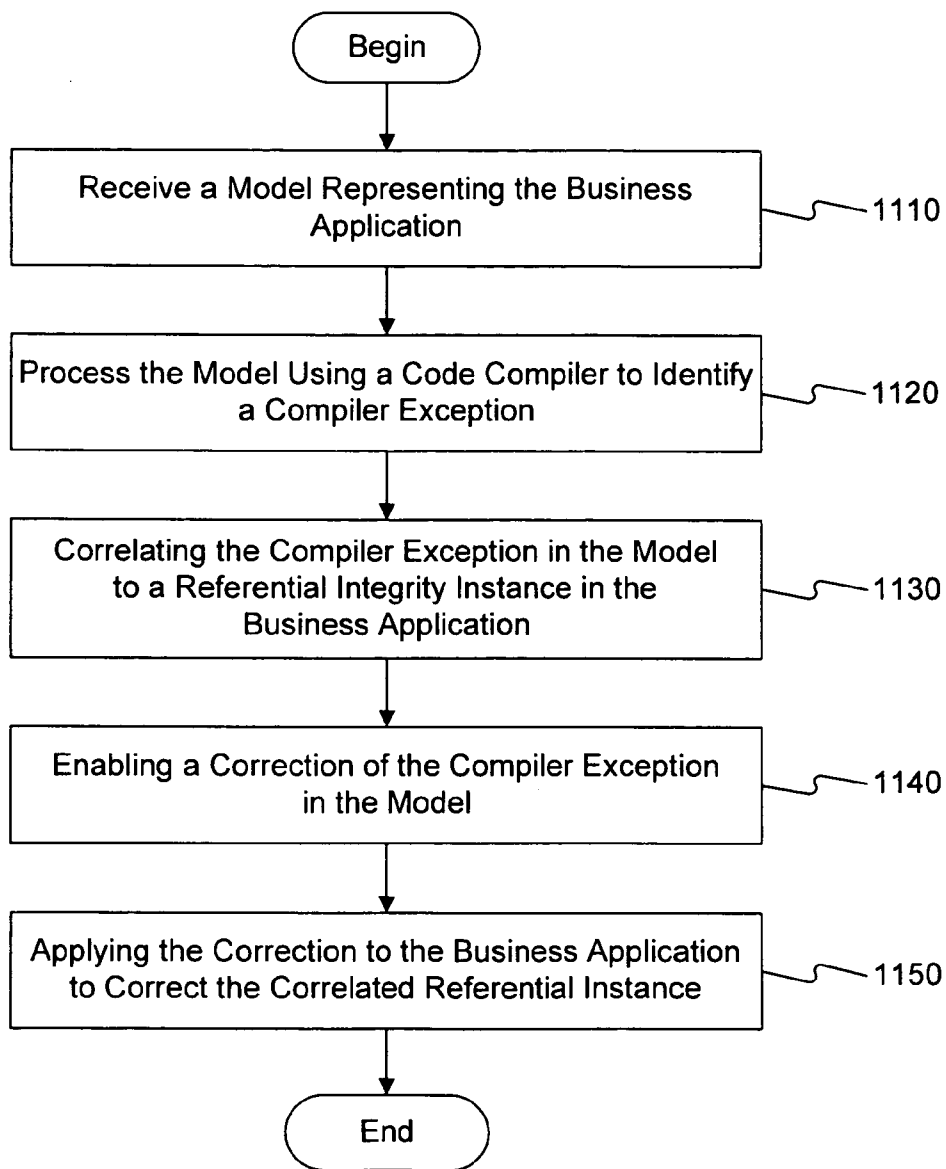 Begin
Receive a Model Representing the Business
Application
1110
Process the Model Using a Code Compiler to Identify
a Compiler Exception
1120
Correlating the Compiler Exception in the Model
to a Referential Integrity Instance in the
Business Application
1130
Enabling a Correction of the Compiler Exception
in the Model
1140
Applying the Correction to the Business Application
to Correct the Correlated Referential Instance
1150
End